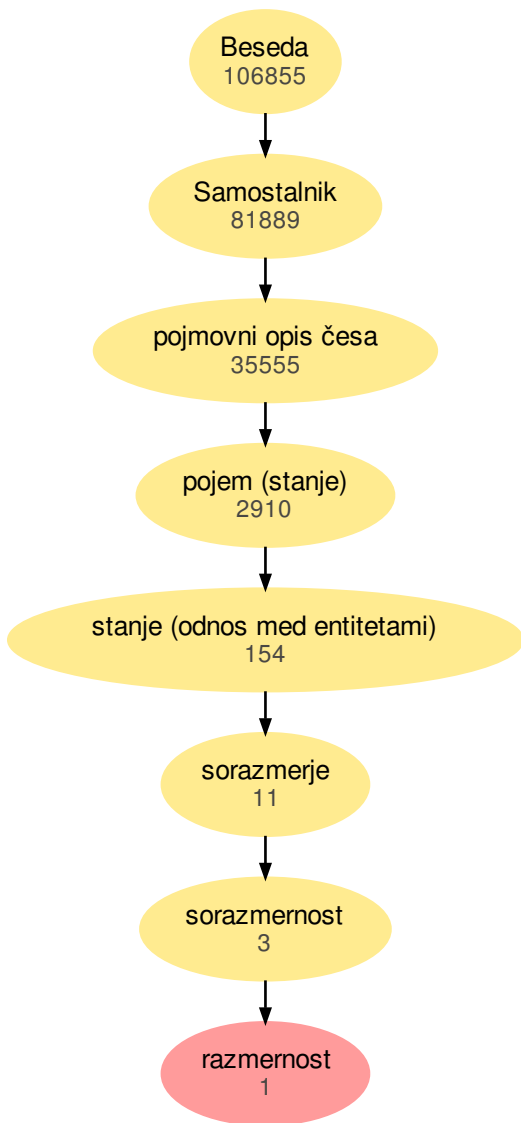 Beseda
106855
Samostalnik
81889
pojmovni opis česa
35555
pojem (stanje)
2910
stanje (odnos med entitetami)
154
sorazmerje
11
sorazmernost
3
razmernost
1